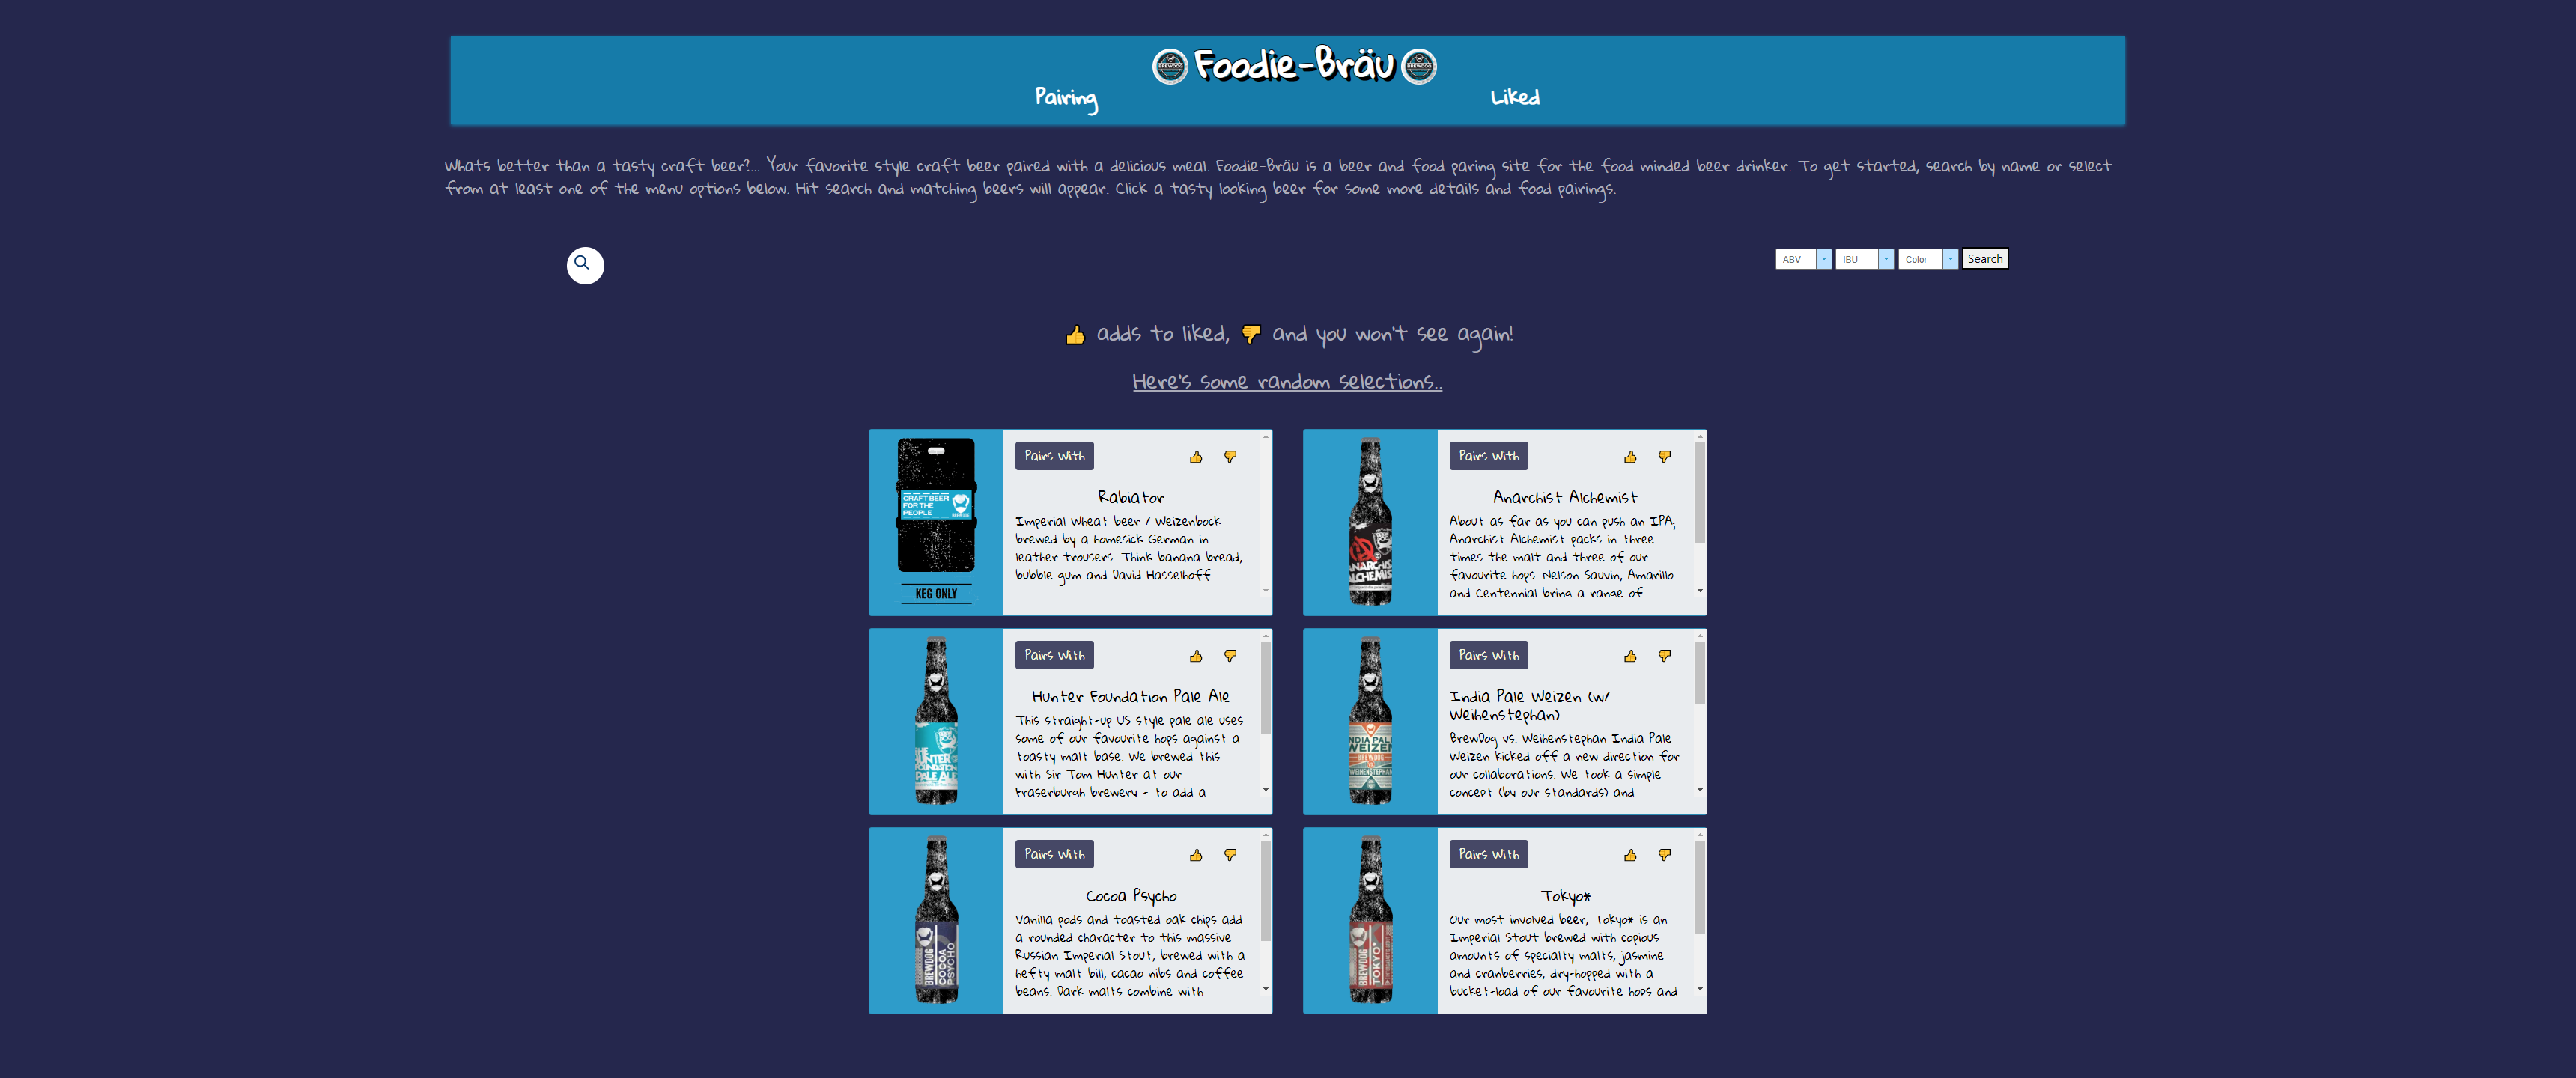 Foodie-Bräu
Pairing
Liked
Whats better than a tasty craft beer?... Your favorite style craft beer paired with a delicious meal. Foodie-Bräu is a beer and food paring site for the food minded beer drinker. To get started, search by name or select
from at least one of the menu options below. Hit search and matching beers will appear. Click a tasty looking beer for some more details and food pairings.
ABV
IBU
Color
Search
👍 adds to liked, 👎 and you won't see again!
Here's some random selections..
CRAFT BEER
FOR THE
PEOPLE
KEG ONLY
Pairs With
Rabiator
Imperial Wheat beer / Weizenbock
brewed by a homesick German in
leather trousers. Think banana bread,
bubble gum and David Hasselhoff.
Pairs With
Anarchist Alchemist
About as far as you can push an IPA;
Anarchist Alchemist packs in three
times the malt and three of our
favourite hops. Nelson Sauvin, Amarillo
and Centennial bring a range of
Pairs With
Hunter Foundation Pale Ale
This straight-up US style pale ale uses
some of our favourite hops against a
toasty malt base. We brewed this
with Sir Tom Hunter at our
Fraserburgh brewery - to add a
INDIA PALE
WEIZEN
BREWDOG
WEIHENSTEPHAN
Pairs With
India Pale Weizen (w/
Weihenstephan)
BrewDog vs. Weihenstephan India Pale
Weizen kicked off a new direction for
our collaborations. We took a simple
concept (by our standards) and
BREWDOG
COCOA
PSYCHO
Pairs With
Cocoa Psycho
Vanilla pods and toasted oak chips add
a rounded character to this massive
Russian Imperial Stout, brewed with a
hefty malt bill, cacao nibs and coffee
beans. Dark malts combine with
BREWDOG
TOKYO*
Pairs With
Tokyo*
Our most involved beer, Tokyo* is an
Imperial Stout brewed with copious
amounts of specialty malts, jasmine
and cranberries, dry-hopped with a
bucket-load of our favourite hops and